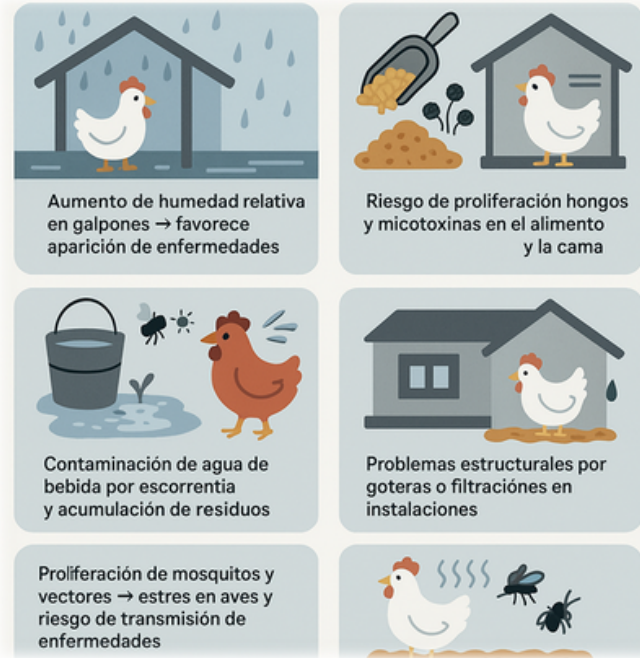 Aumento de humedad relativa
en galpones → favorece
aparición de enfermedades
Riesgo de proliferación hongos
y micotoxinas en el alimento
y la cama
Contaminación de agua de
bebida por escorrentia
y acumulación de residuos
Problemas estructurales por
goteras o filtraciónes en
instalaciones
Proliferación de mosquitos y
vectores → estres en aves y
riesgo de transmisión de
enfermedades